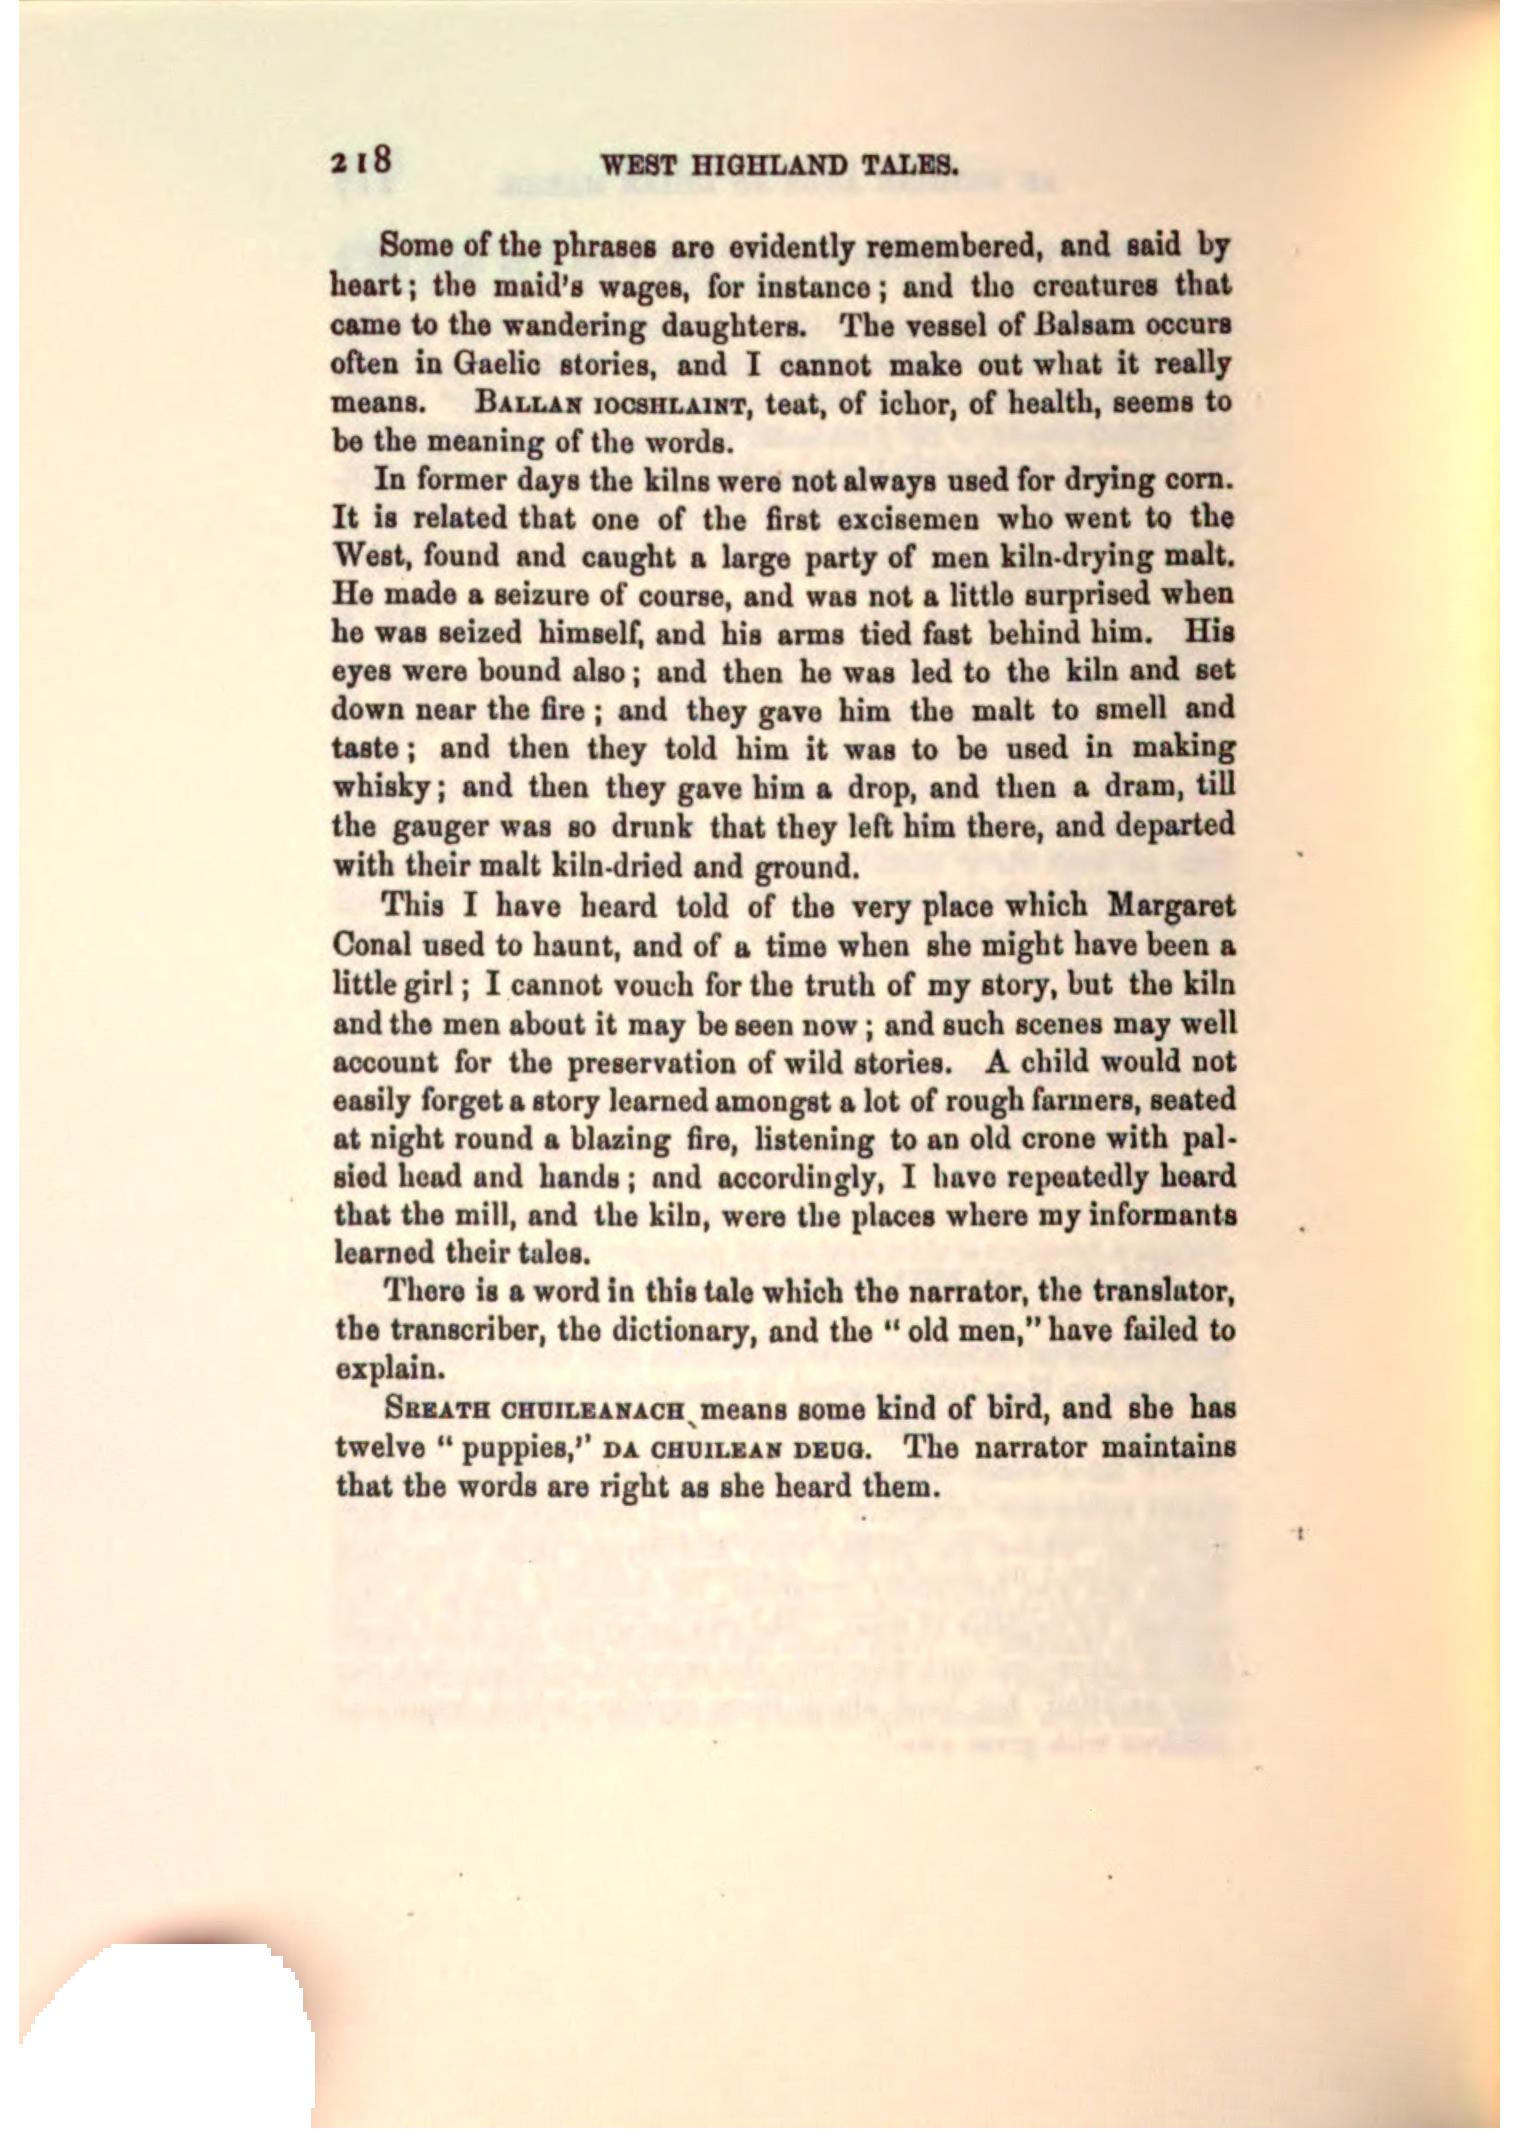 218 WEST HIGHLAND TALES.
Some of the phrases are evidently remembered, and said by
heart; the maid's wages, for instance; and the creatures that
came to the wandering daughters. The vessel of Balsam occurs
often in Gaelic stories, and I cannot make out what it really
means. BALLAN IOCSHLAINT, teat, of ichor, of health, seems to
be the meaning of the words.
In former days the kilns were not always used for drying corn.
It is related that one of the first excisemen who went to the
West, found and caught a large party of men kiln-drying malt.
He made a seizure of course, and was not a little surprised when
he was seized himself, and his arms tied fast behind him. His
eyes were bound also; and then he was led to the kiln and set
down near the fire; and they gave him the malt to smell and
taste; and then they told him it was to be used in making
whisky; and then they gave him a drop, and then a dram, till
the gauger was so drunk that they left him there, and departed
with their malt kiln-dried and ground.
This I have heard told of the very place which Margaret
Conal used to haunt, and of a time when she might have been a
little girl; I cannot vouch for the truth of my story, but the kiln
and the men about it may be seen now; and such scenes may well
account for the preservation of wild stories. A child would not
easily forget a story learned amongst a lot of rough farmers, seated
at night round a blazing fire, listening to an old crone with pal-
sied head and hands; and accordingly, I have repeatedly heard
that the mill, and the kiln, were the places where my informants
learned their tales.
There is a word in this tale which the narrator, the translator,
the transcriber, the dictionary, and the "old men," have failed to
explain.
SREATH CHUILEANACH means some kind of bird, and she has
twelve "puppies," DA CHUILEAN DEUG. The narrator maintains
that the words are right as she heard them.